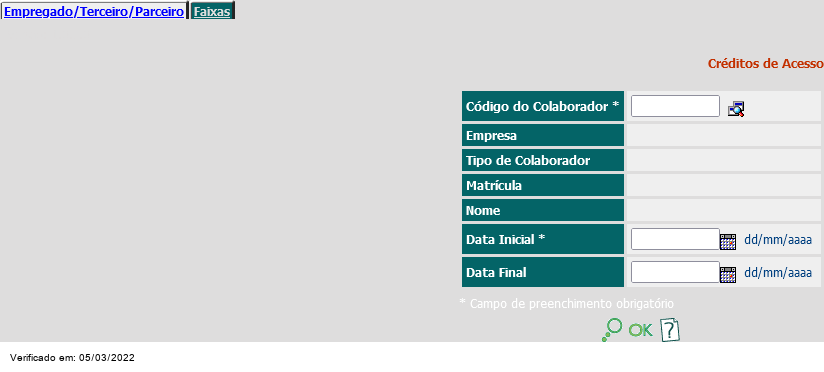 Empregado/Terceiro/Parceiro Faixas
Créditos de Acesso
Código do Colaborador *
Empresa
Tipo de Colaborador
Matrícula
Nome
Data Inicial * dd/mm/aaaa
Data Final dd/mm/aaaa
* Campo de preenchimento obrigatório
OK ?
Verificado em: 05/03/2022